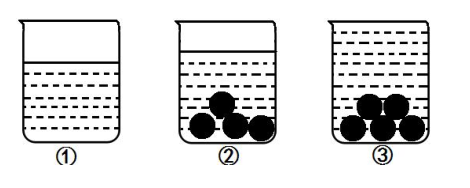 ① ② ③